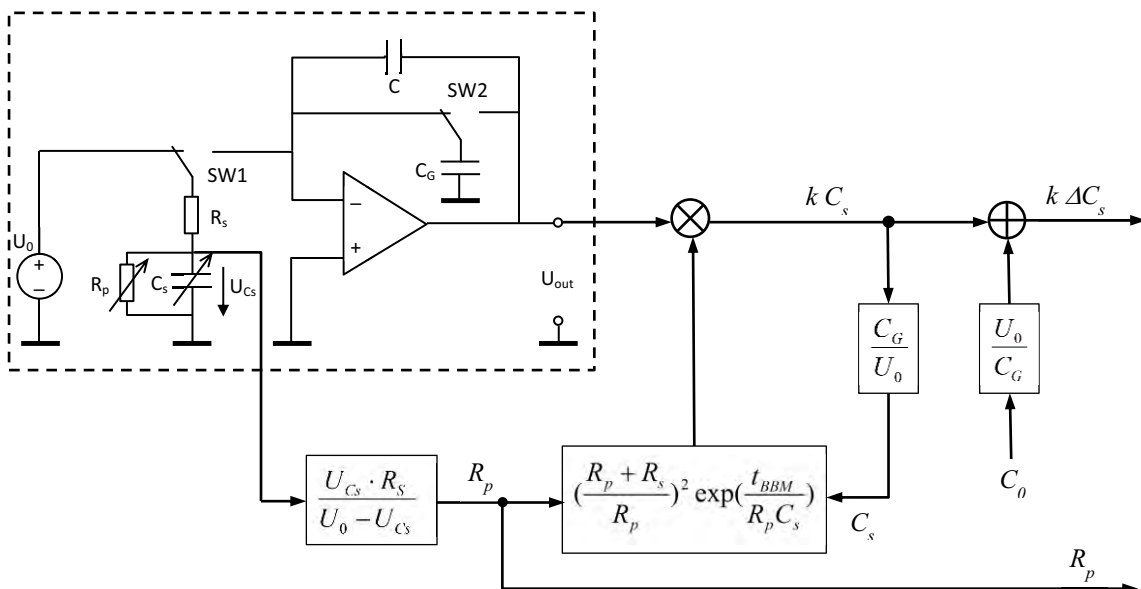 C
SW2
SW1
C_G
R_s
U_0
+
−
R_p
C_s
U_Cs
−
+
U_out
k C_s
k ΔC_s
C_G / U_0
U_0 / C_G
U_Cs · R_S / U_0 − U_Cs
R_p
((R_p + R_s) / R_p)^2 exp(t_BBM / R_p C_s)
C_s
C_0
R_p